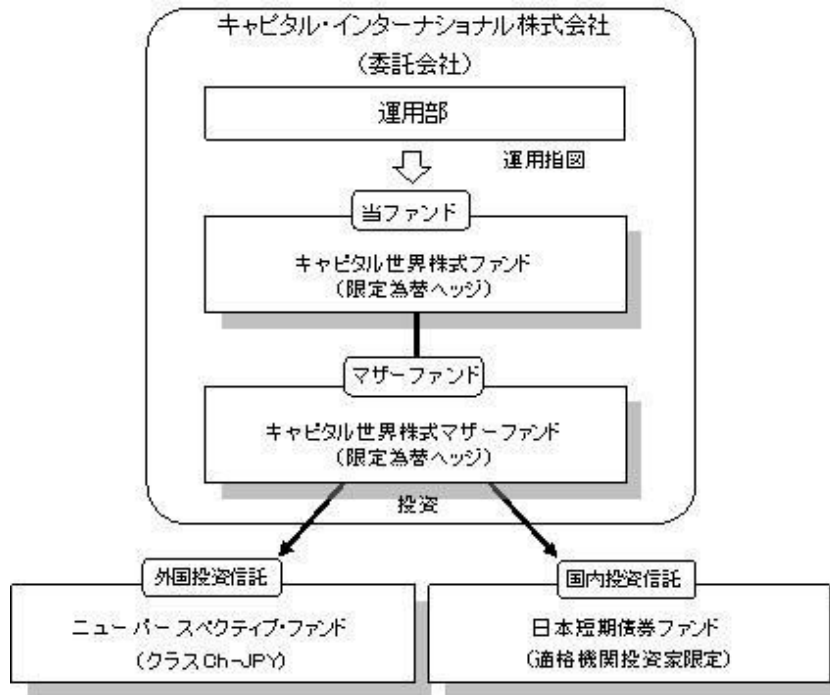 キャピタル・インターナショナル株式会社
（委託会社）
運用部
運用指図
当ファンド
キャピタル世界株式ファンド
（限定為替ヘッジ）
マザーファンド
キャピタル世界株式マザーファンド
（限定為替ヘッジ）
投資
外国投資信託
国内投資信託
ニューパースペクティブ・ファンド
（クラスCh-JPY）
日本短期債券ファンド
（適格機関投資家限定）